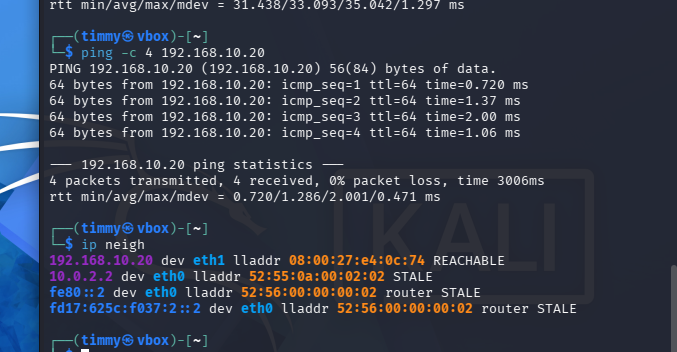 rtt min/avg/max/mdev = 31.438/33.093/35.042/1.297 ms
┌──(timmy㉿vbox)-[~]
└─$ ping -c 4 192.168.10.20
PING 192.168.10.20 (192.168.10.20) 56(84) bytes of data.
64 bytes from 192.168.10.20: icmp_seq=1 ttl=64 time=0.720 ms
64 bytes from 192.168.10.20: icmp_seq=2 ttl=64 time=1.37 ms
64 bytes from 192.168.10.20: icmp_seq=3 ttl=64 time=2.00 ms
64 bytes from 192.168.10.20: icmp_seq=4 ttl=64 time=1.06 ms
--- 192.168.10.20 ping statistics ---
4 packets transmitted, 4 received, 0% packet loss, time 3006ms
rtt min/avg/max/mdev = 0.720/1.286/2.001/0.471 ms
┌──(timmy㉿vbox)-[~]
└─$ ip neigh
192.168.10.20 dev eth1 lladdr 08:00:27:e4:0c:74 REACHABLE
10.0.2.2 dev eth0 lladdr 52:55:0a:00:02:02 STALE
fe80::2 dev eth0 lladdr 52:56:00:00:00:02 router STALE
fd17:625c:f037:2::2 dev eth0 lladdr 52:56:00:00:00:02 router STALE
┌──(timmy㉿vbox)-[~]
KALI